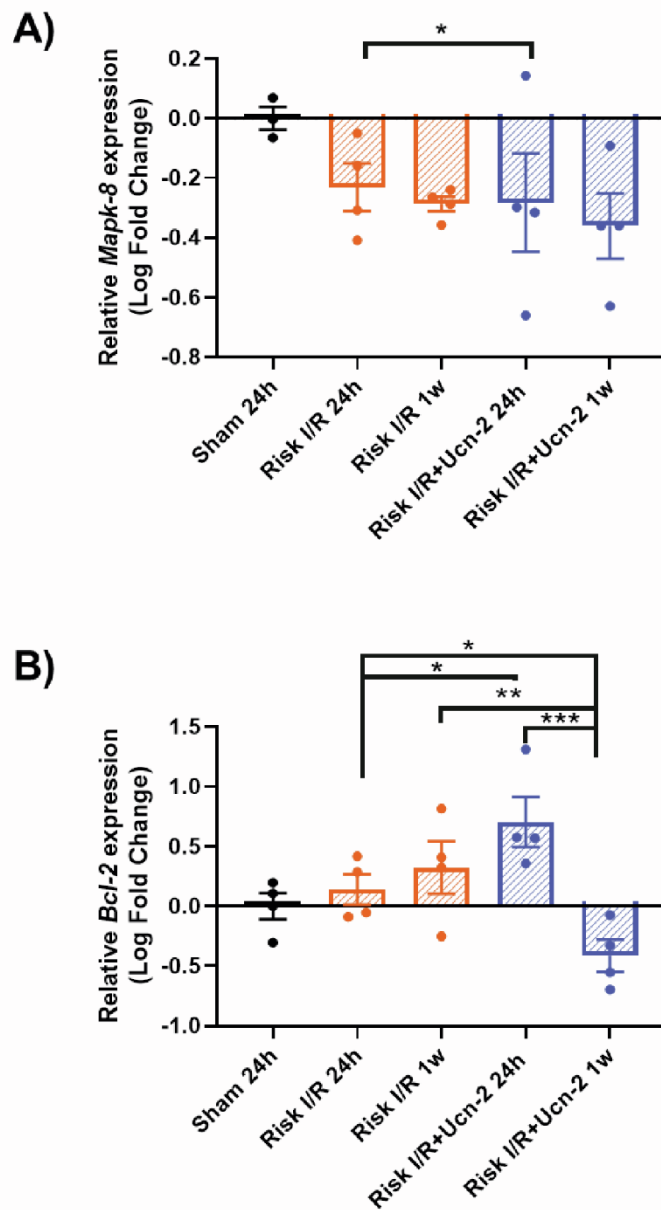 A)
*
Relative Mapk-8 expression
(Log Fold Change)
0.2
0.0
-0.2
-0.4
-0.6
-0.8
Sham 24h
Risk I/R 24h
Risk I/R 1w
Risk I/R+Ucn-2 24h
Risk I/R+Ucn-2 1w
B)
*
*
**
***
Relative Bcl-2 expression
(Log Fold Change)
1.5
1.0
0.5
0.0
-0.5
-1.0
Sham 24h
Risk I/R 24h
Risk I/R 1w
Risk I/R+Ucn-2 24h
Risk I/R+Ucn-2 1w